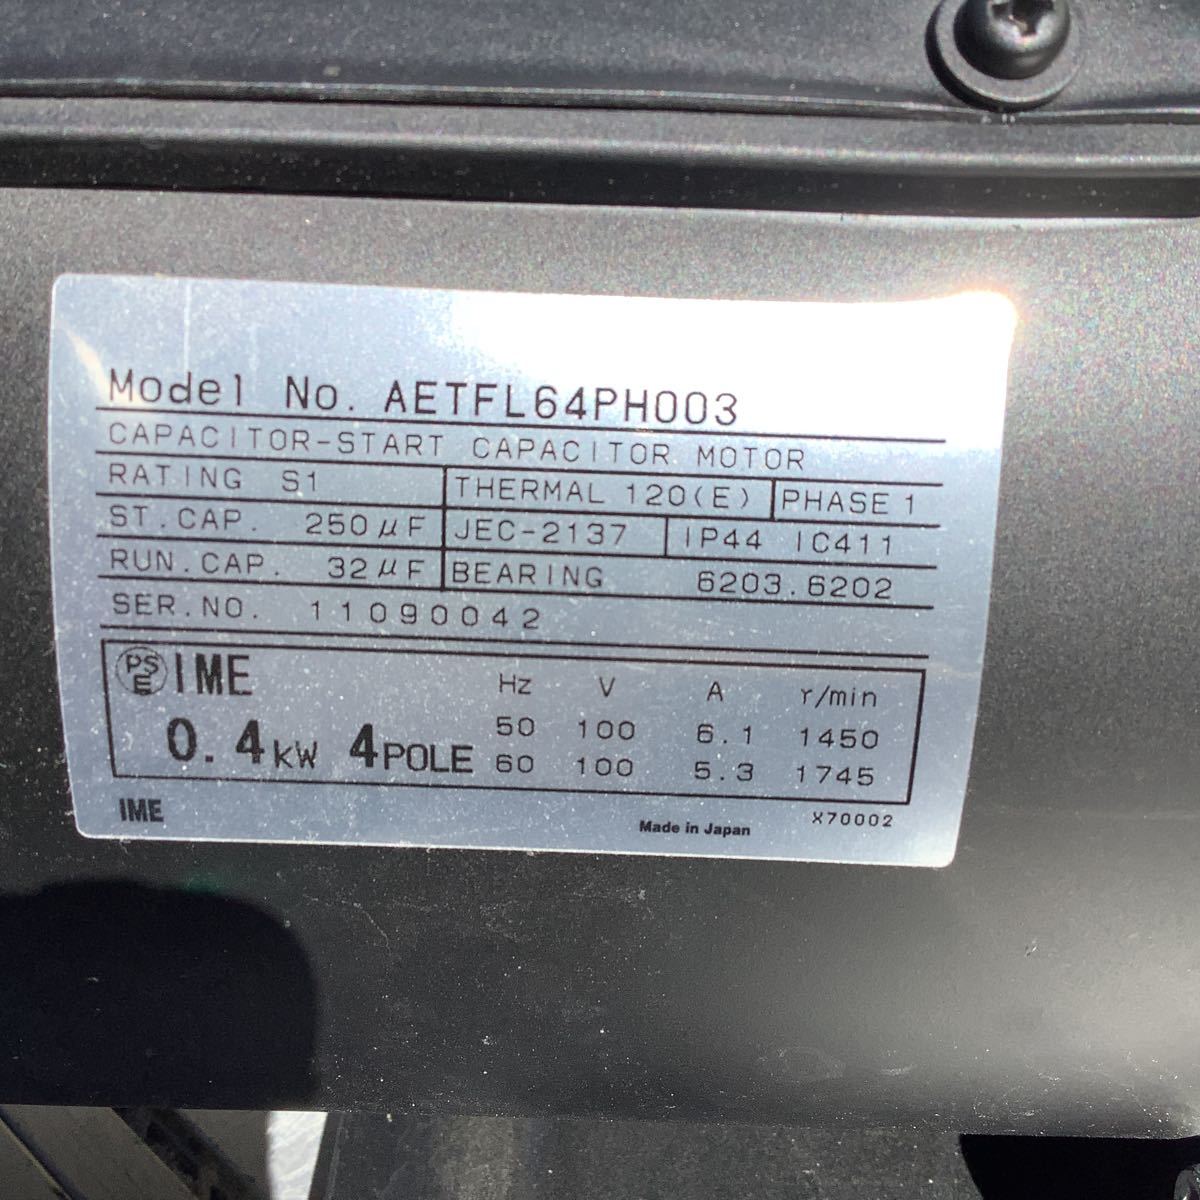 Model No. AETFL64PH003
CAPACITOR-START CAPACITOR MOTOR
RATING S1 THERMAL 120(E) PHASE 1
ST.CAP. 250μF JEC-2137 IP44 IC411
RUN.CAP. 32μF BEARING 6203.6202
SER.NO. 11090042
PS E IME Hz V A r/min
0.4kW 4POLE 50 100 6.1 1450
60 100 5.3 1745
IME Made in Japan X70002